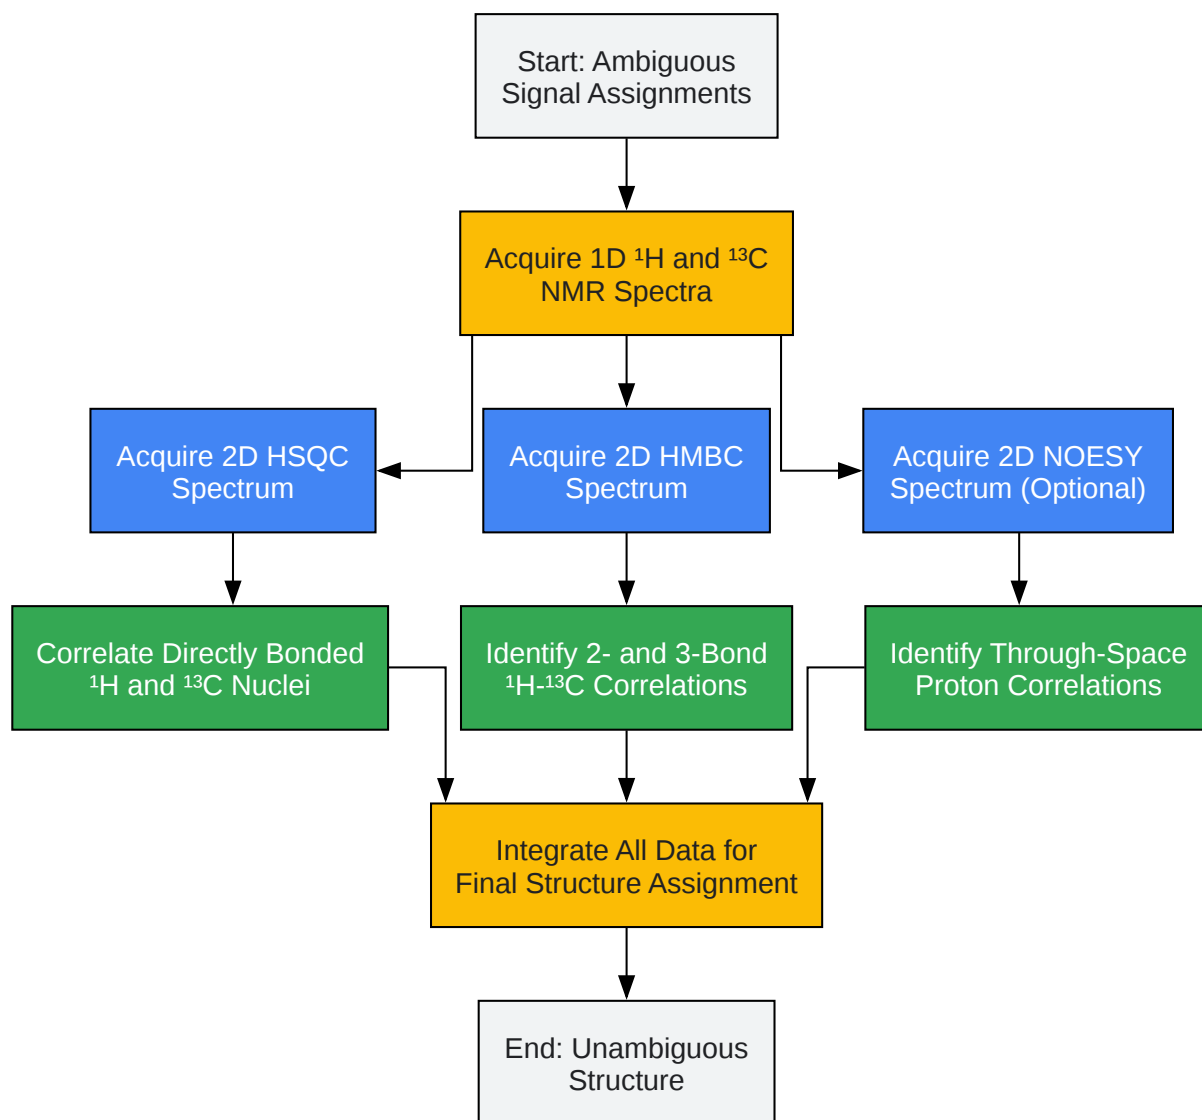 Start: Ambiguous
Signal Assignments
Acquire 1D ¹H and ¹³C
NMR Spectra
Acquire 2D HSQC
Spectrum
Acquire 2D HMBC
Spectrum
Acquire 2D NOESY
Spectrum (Optional)
Correlate Directly Bonded
¹H and ¹³C Nuclei
Identify 2- and 3-Bond
¹H-¹³C Correlations
Identify Through-Space
Proton Correlations
Integrate All Data for
Final Structure Assignment
End: Unambiguous
Structure